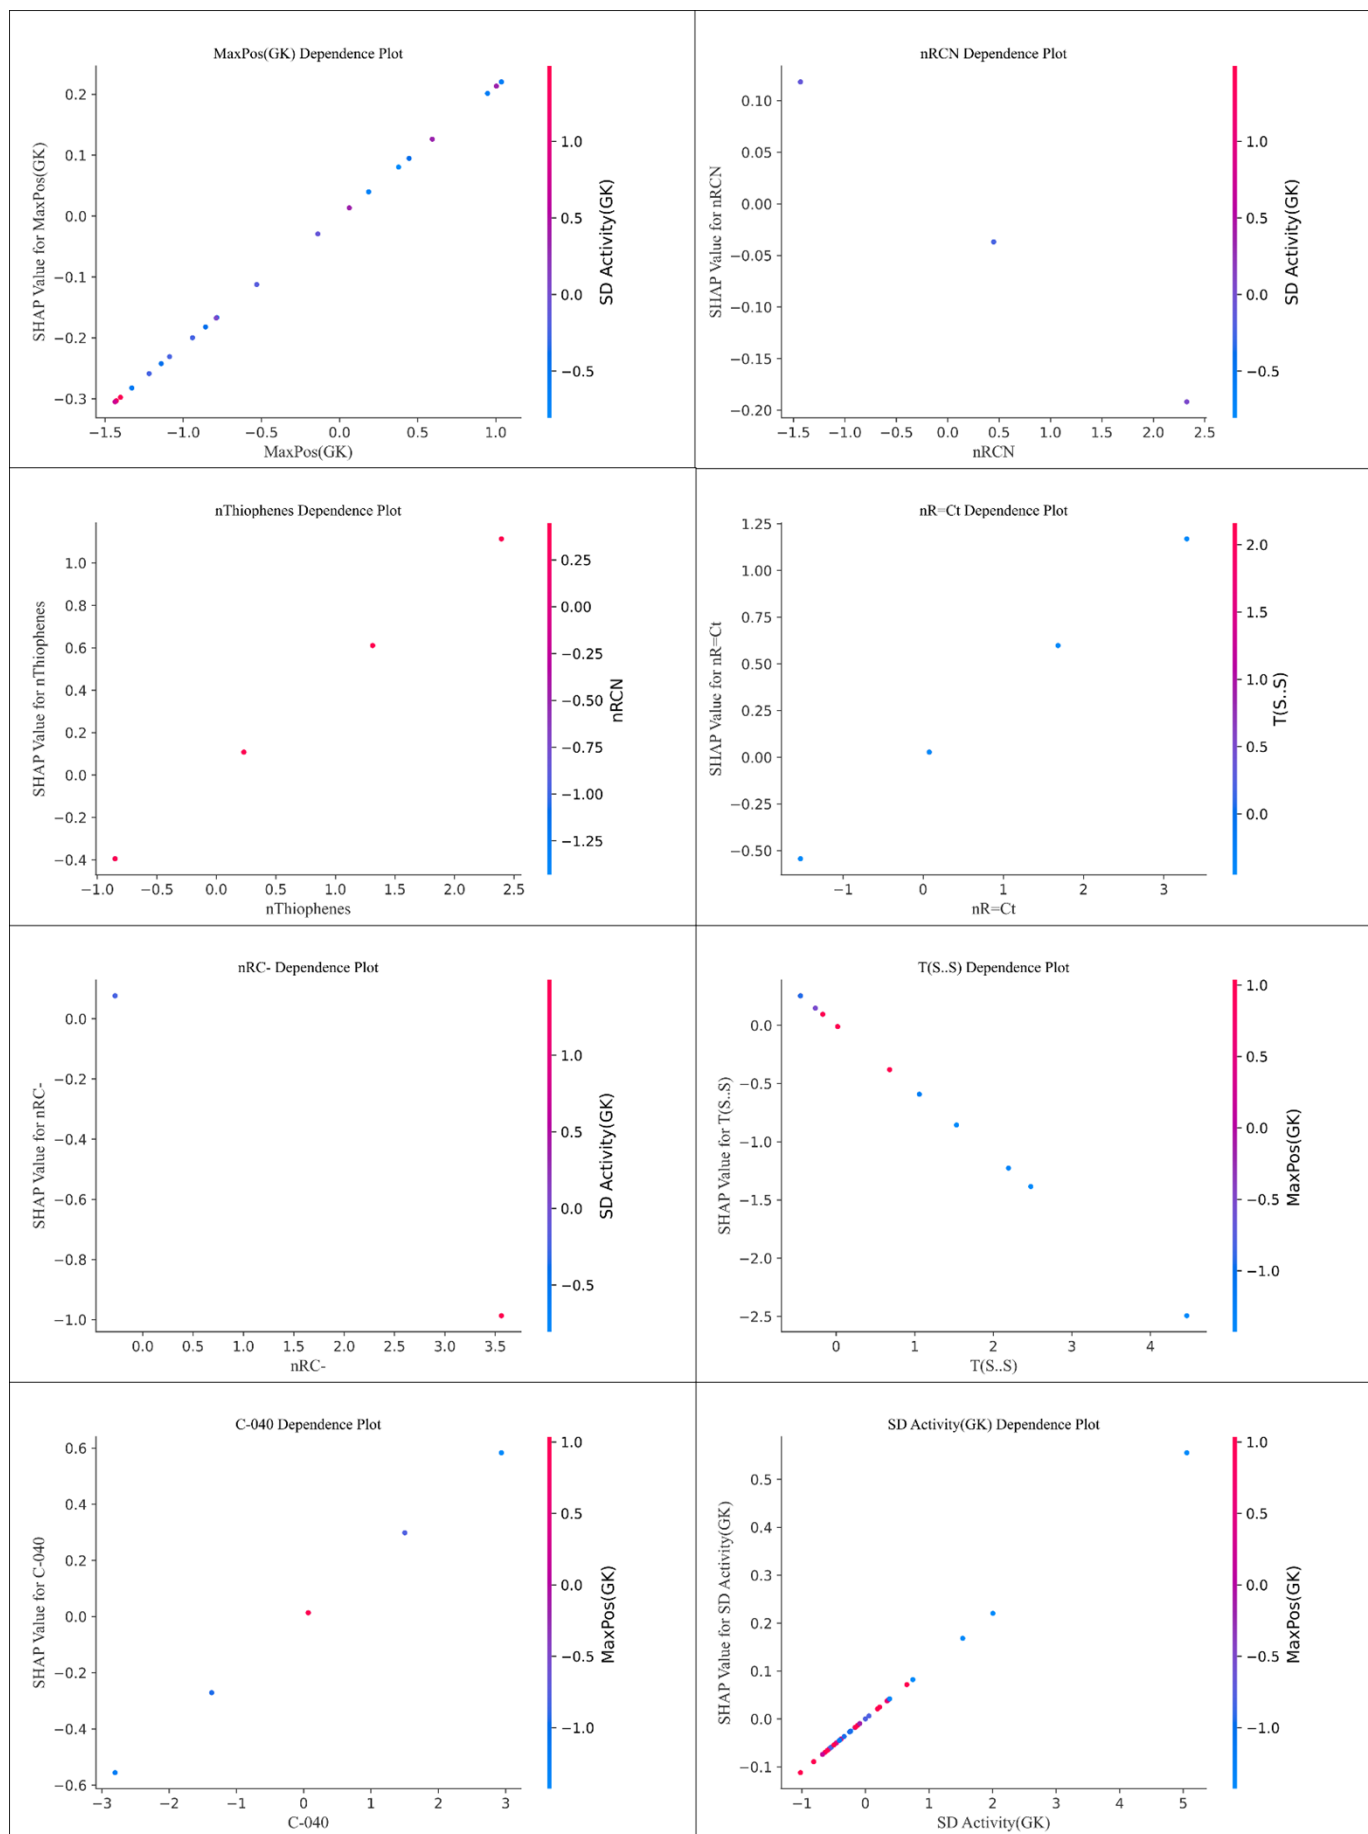 MaxPos(GK) Dependence Plot
SHAP Value for MaxPos(GK)
0.2
0.1
0.0
−0.1
−0.2
−0.3
−1.5 −1.0 −0.5 0.0 0.5 1.0
MaxPos(GK)
1.0
0.5
0.0
−0.5
SD Activity(GK)
nRCN Dependence Plot
SHAP Value for nRCN
0.10
0.05
0.00
−0.05
−0.10
−0.15
−0.20
−1.5 −1.0 −0.5 0.0 0.5 1.0 1.5 2.0 2.5
nRCN
1.0
0.5
0.0
−0.5
SD Activity(GK)
nThiophenes Dependence Plot
SHAP Value for nThiophenes
1.0
0.8
0.6
0.4
0.2
0.0
−0.2
−0.4
−1.0 −0.5 0.0 0.5 1.0 1.5 2.0 2.5
nThiophenes
0.25
0.00
−0.25
−0.50
−0.75
−1.00
−1.25
nRCN
nR=Ct Dependence Plot
SHAP Value for nR=Ct
1.25
1.00
0.75
0.50
0.25
0.00
−0.25
−0.50
−1 0 1 2 3
nR=Ct
2.0
1.5
1.0
0.5
0.0
T(S..S)
nRC- Dependence Plot
SHAP Value for nRC-
0.0
−0.2
−0.4
−0.6
−0.8
−1.0
0.0 0.5 1.0 1.5 2.0 2.5 3.0 3.5
nRC-
1.0
0.5
0.0
−0.5
SD Activity(GK)
T(S..S) Dependence Plot
SHAP Value for T(S..S)
0.0
−0.5
−1.0
−1.5
−2.0
−2.5
0 1 2 3 4
T(S..S)
1.0
0.5
0.0
−0.5
−1.0
MaxPos(GK)
C-040 Dependence Plot
SHAP Value for C-040
0.6
0.4
0.2
0.0
−0.2
−0.4
−0.6
−3 −2 −1 0 1 2 3
C-040
1.0
0.5
0.0
−0.5
−1.0
MaxPos(GK)
SD Activity(GK) Dependence Plot
SHAP Value for SD Activity(GK)
0.5
0.4
0.3
0.2
0.1
0.0
−0.1
−1 0 1 2 3 4 5
SD Activity(GK)
1.0
0.5
0.0
−0.5
−1.0
MaxPos(GK)